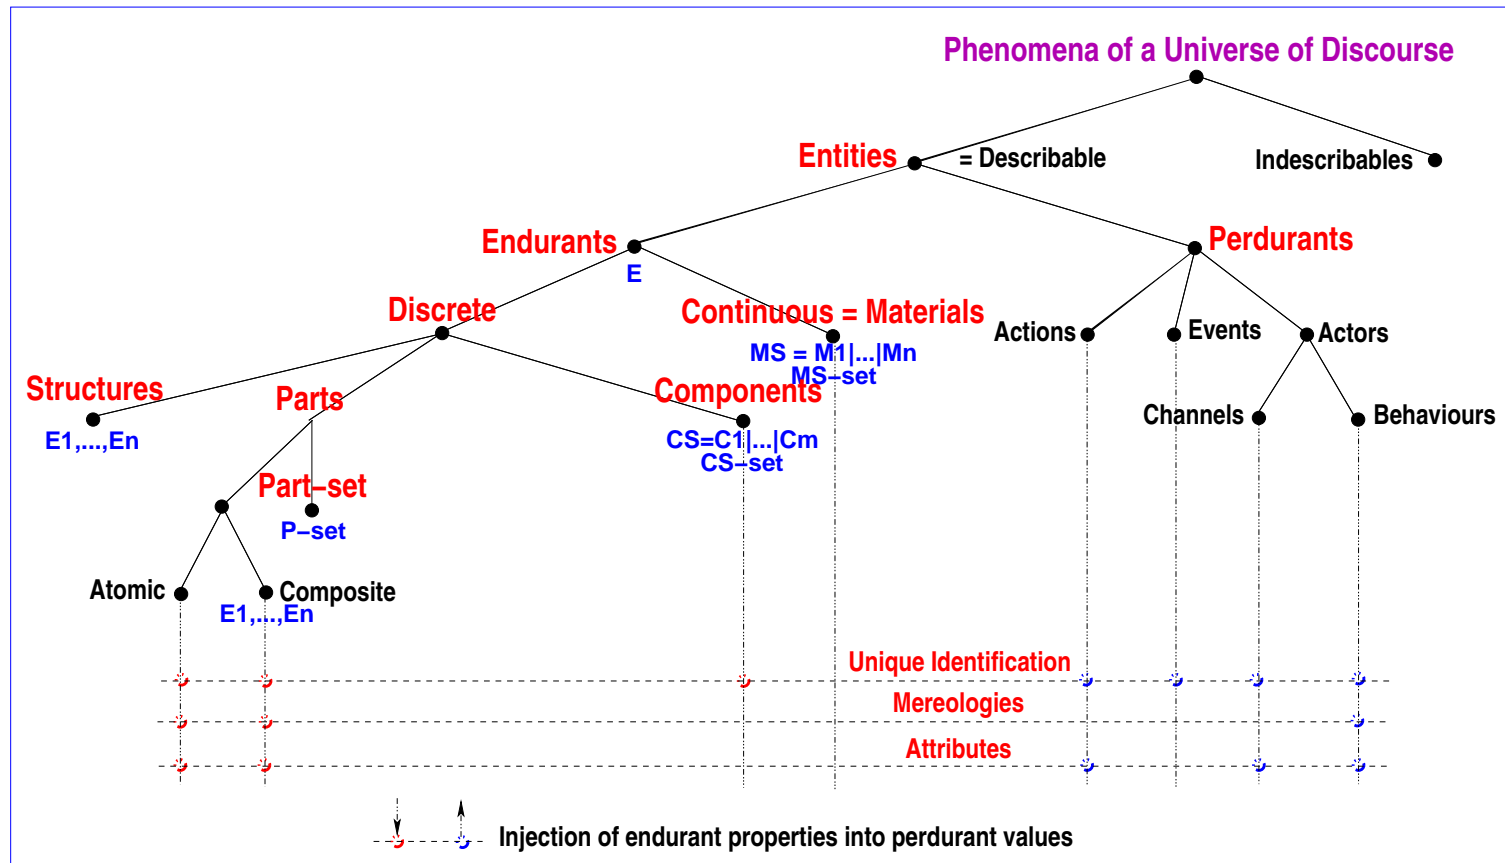 Phenomena of a Universe of Discourse
Entities
= Describable
Indescribables
Endurants
Perdurants
E
Discrete
Continuous = Materials
Actions
Events
Actors
MS = M1|...|Mn
MS-set
Structures
Parts
Components
Channels
Behaviours
E1,...,En
CS=C1|...|Cm
CS-set
Part-set
P-set
Atomic
Composite
E1,...,En
Unique Identification
Mereologies
Attributes
Injection of endurant properties into perdurant values